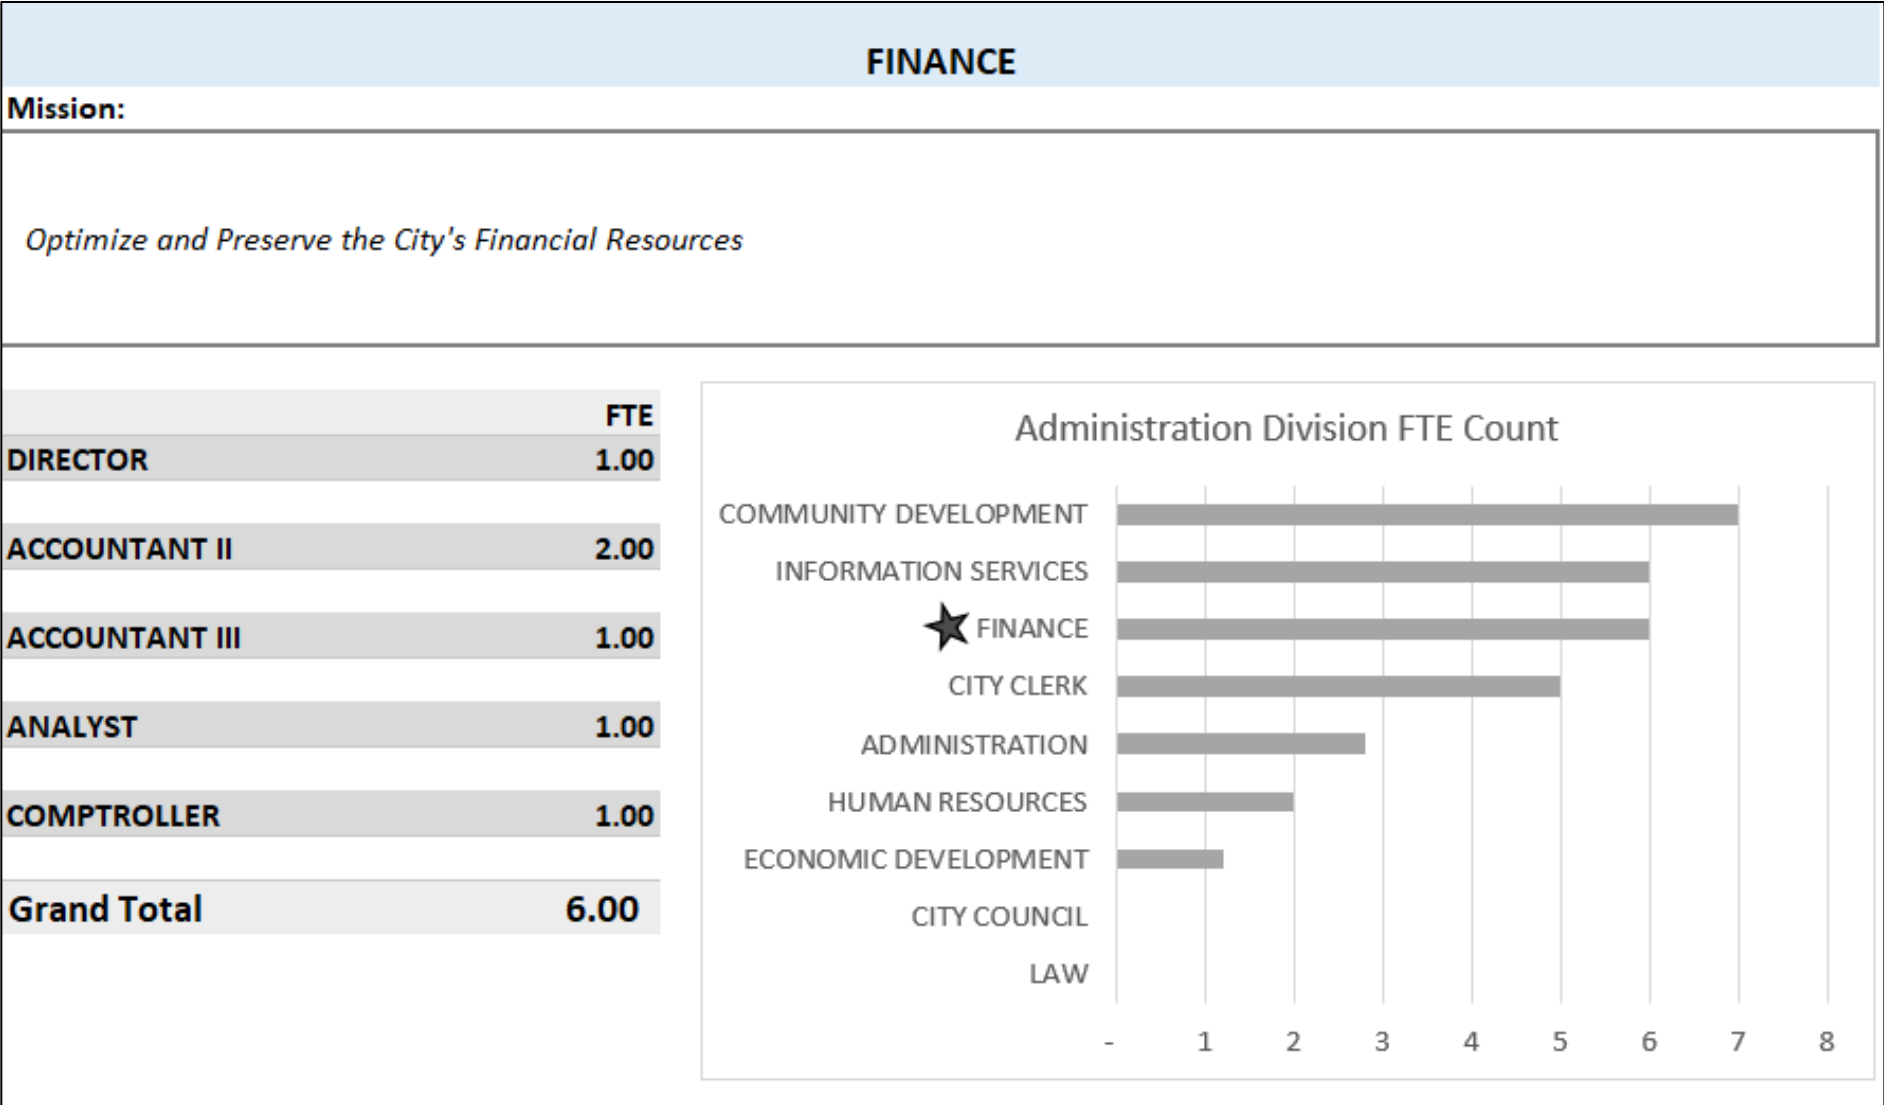 FINANCE
Mission:
Optimize and Preserve the City's Financial Resources
FTE
DIRECTOR 1.00
ACCOUNTANT II 2.00
ACCOUNTANT III 1.00
ANALYST 1.00
COMPTROLLER 1.00
Grand Total 6.00
Administration Division FTE Count
COMMUNITY DEVELOPMENT
INFORMATION SERVICES
FINANCE
CITY CLERK
ADMINISTRATION
HUMAN RESOURCES
ECONOMIC DEVELOPMENT
CITY COUNCIL
LAW
- 1 2 3 4 5 6 7 8